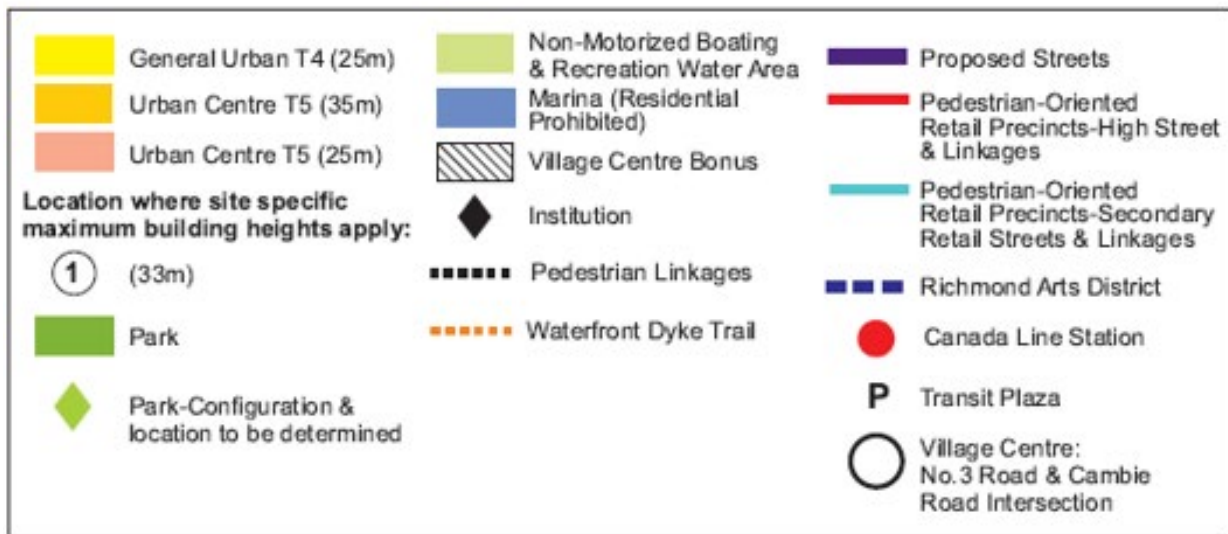 General Urban T4 (25m)
Urban Centre T5 (35m)
Urban Centre T5 (25m)
Location where site specific
maximum building heights apply:
1 (33m)
Park
Park-Configuration &
location to be determined
Non-Motorized Boating
& Recreation Water Area
Marina (Residential
Prohibited)
Village Centre Bonus
Institution
Pedestrian Linkages
Waterfront Dyke Trail
Proposed Streets
Pedestrian-Oriented
Retail Precincts-High Street
& Linkages
Pedestrian-Oriented
Retail Precincts-Secondary
Retail Streets & Linkages
Richmond Arts District
Canada Line Station
P Transit Plaza
Village Centre:
No.3 Road & Cambie
Road Intersection